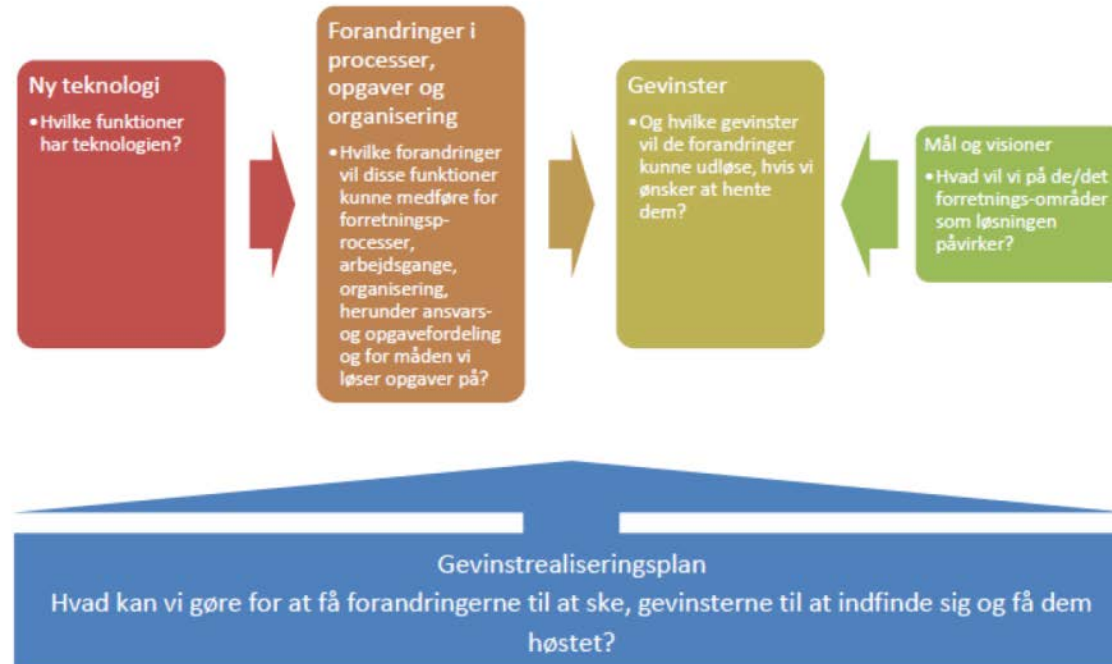 Ny teknologi
•Hvilke funktioner
har teknologien?
Forandringer i
processer,
opgaver og
organisering
•Hvilke forandringer
vil disse funktioner
kunne medføre for
forretningsp-
rocesser,
arbejdsgange,
organisering,
herunder ansvars-
og opgavefordeling
og for måden vi
løser opgaver på?
Gevinster
•Og hvilke gevinster
vil de forandringer
kunne udløse, hvis vi
ønsker at hente
dem?
Mål og visioner
•Hvad vil vi på de/det
forretnings-områder
som løsningen
påvirker?
Gevinstrealiseringsplan
Hvad kan vi gøre for at få forandringerne til at ske, gevinsterne til at indfinde sig og få dem
høstet?